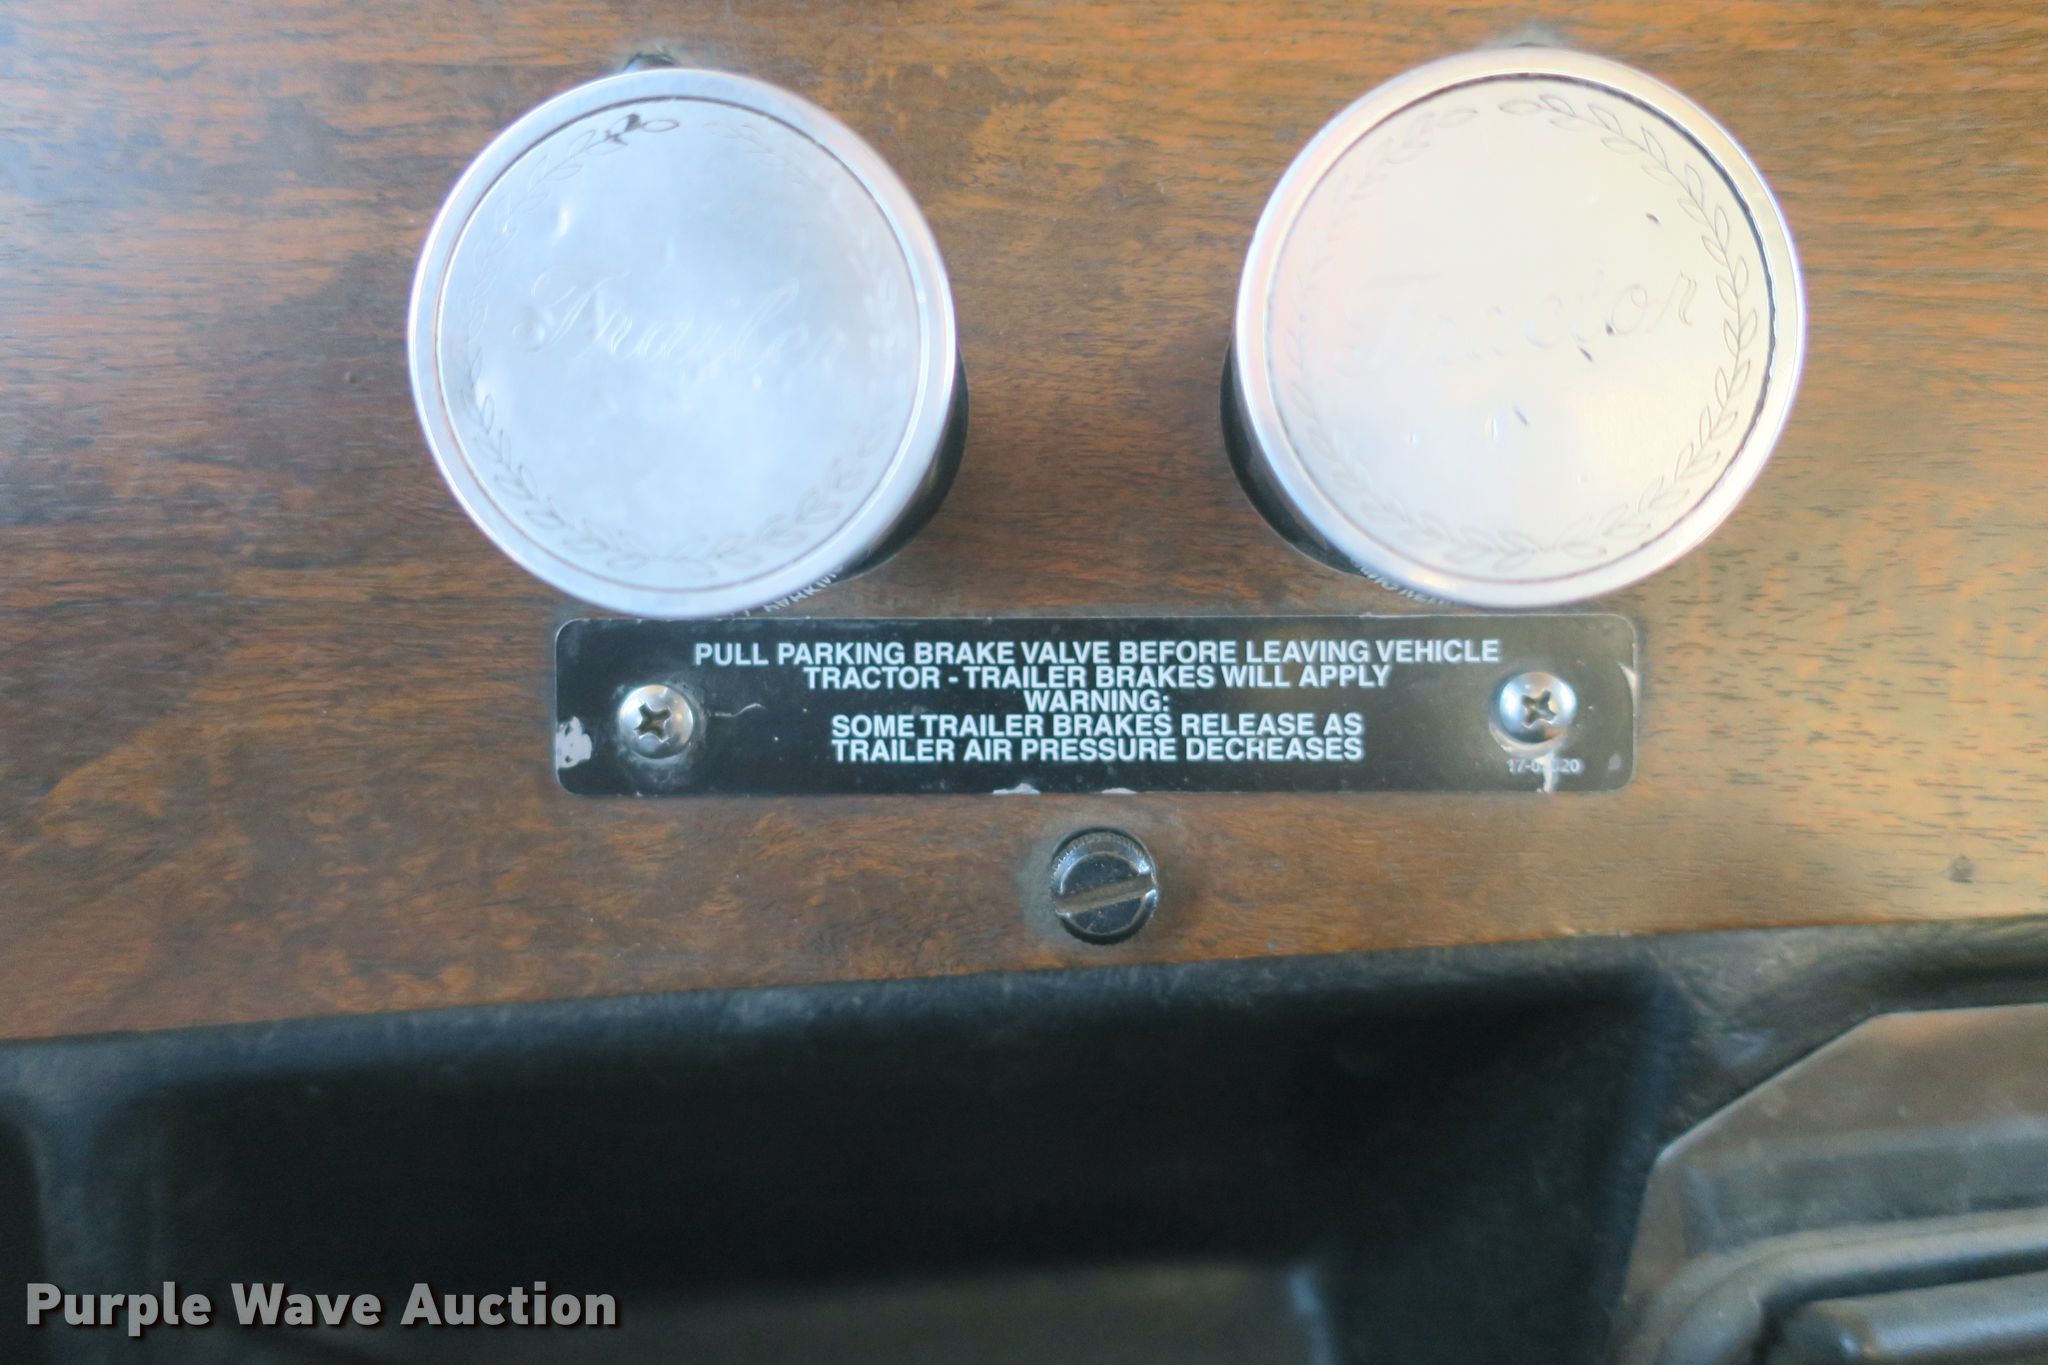 Trailer
Tractor
PULL PARKING BRAKE VALVE BEFORE LEAVING VEHICLE
TRACTOR - TRAILER BRAKES WILL APPLY
WARNING:
SOME TRAILER BRAKES RELEASE AS
TRAILER AIR PRESSURE DECREASES
Purple Wave Auction